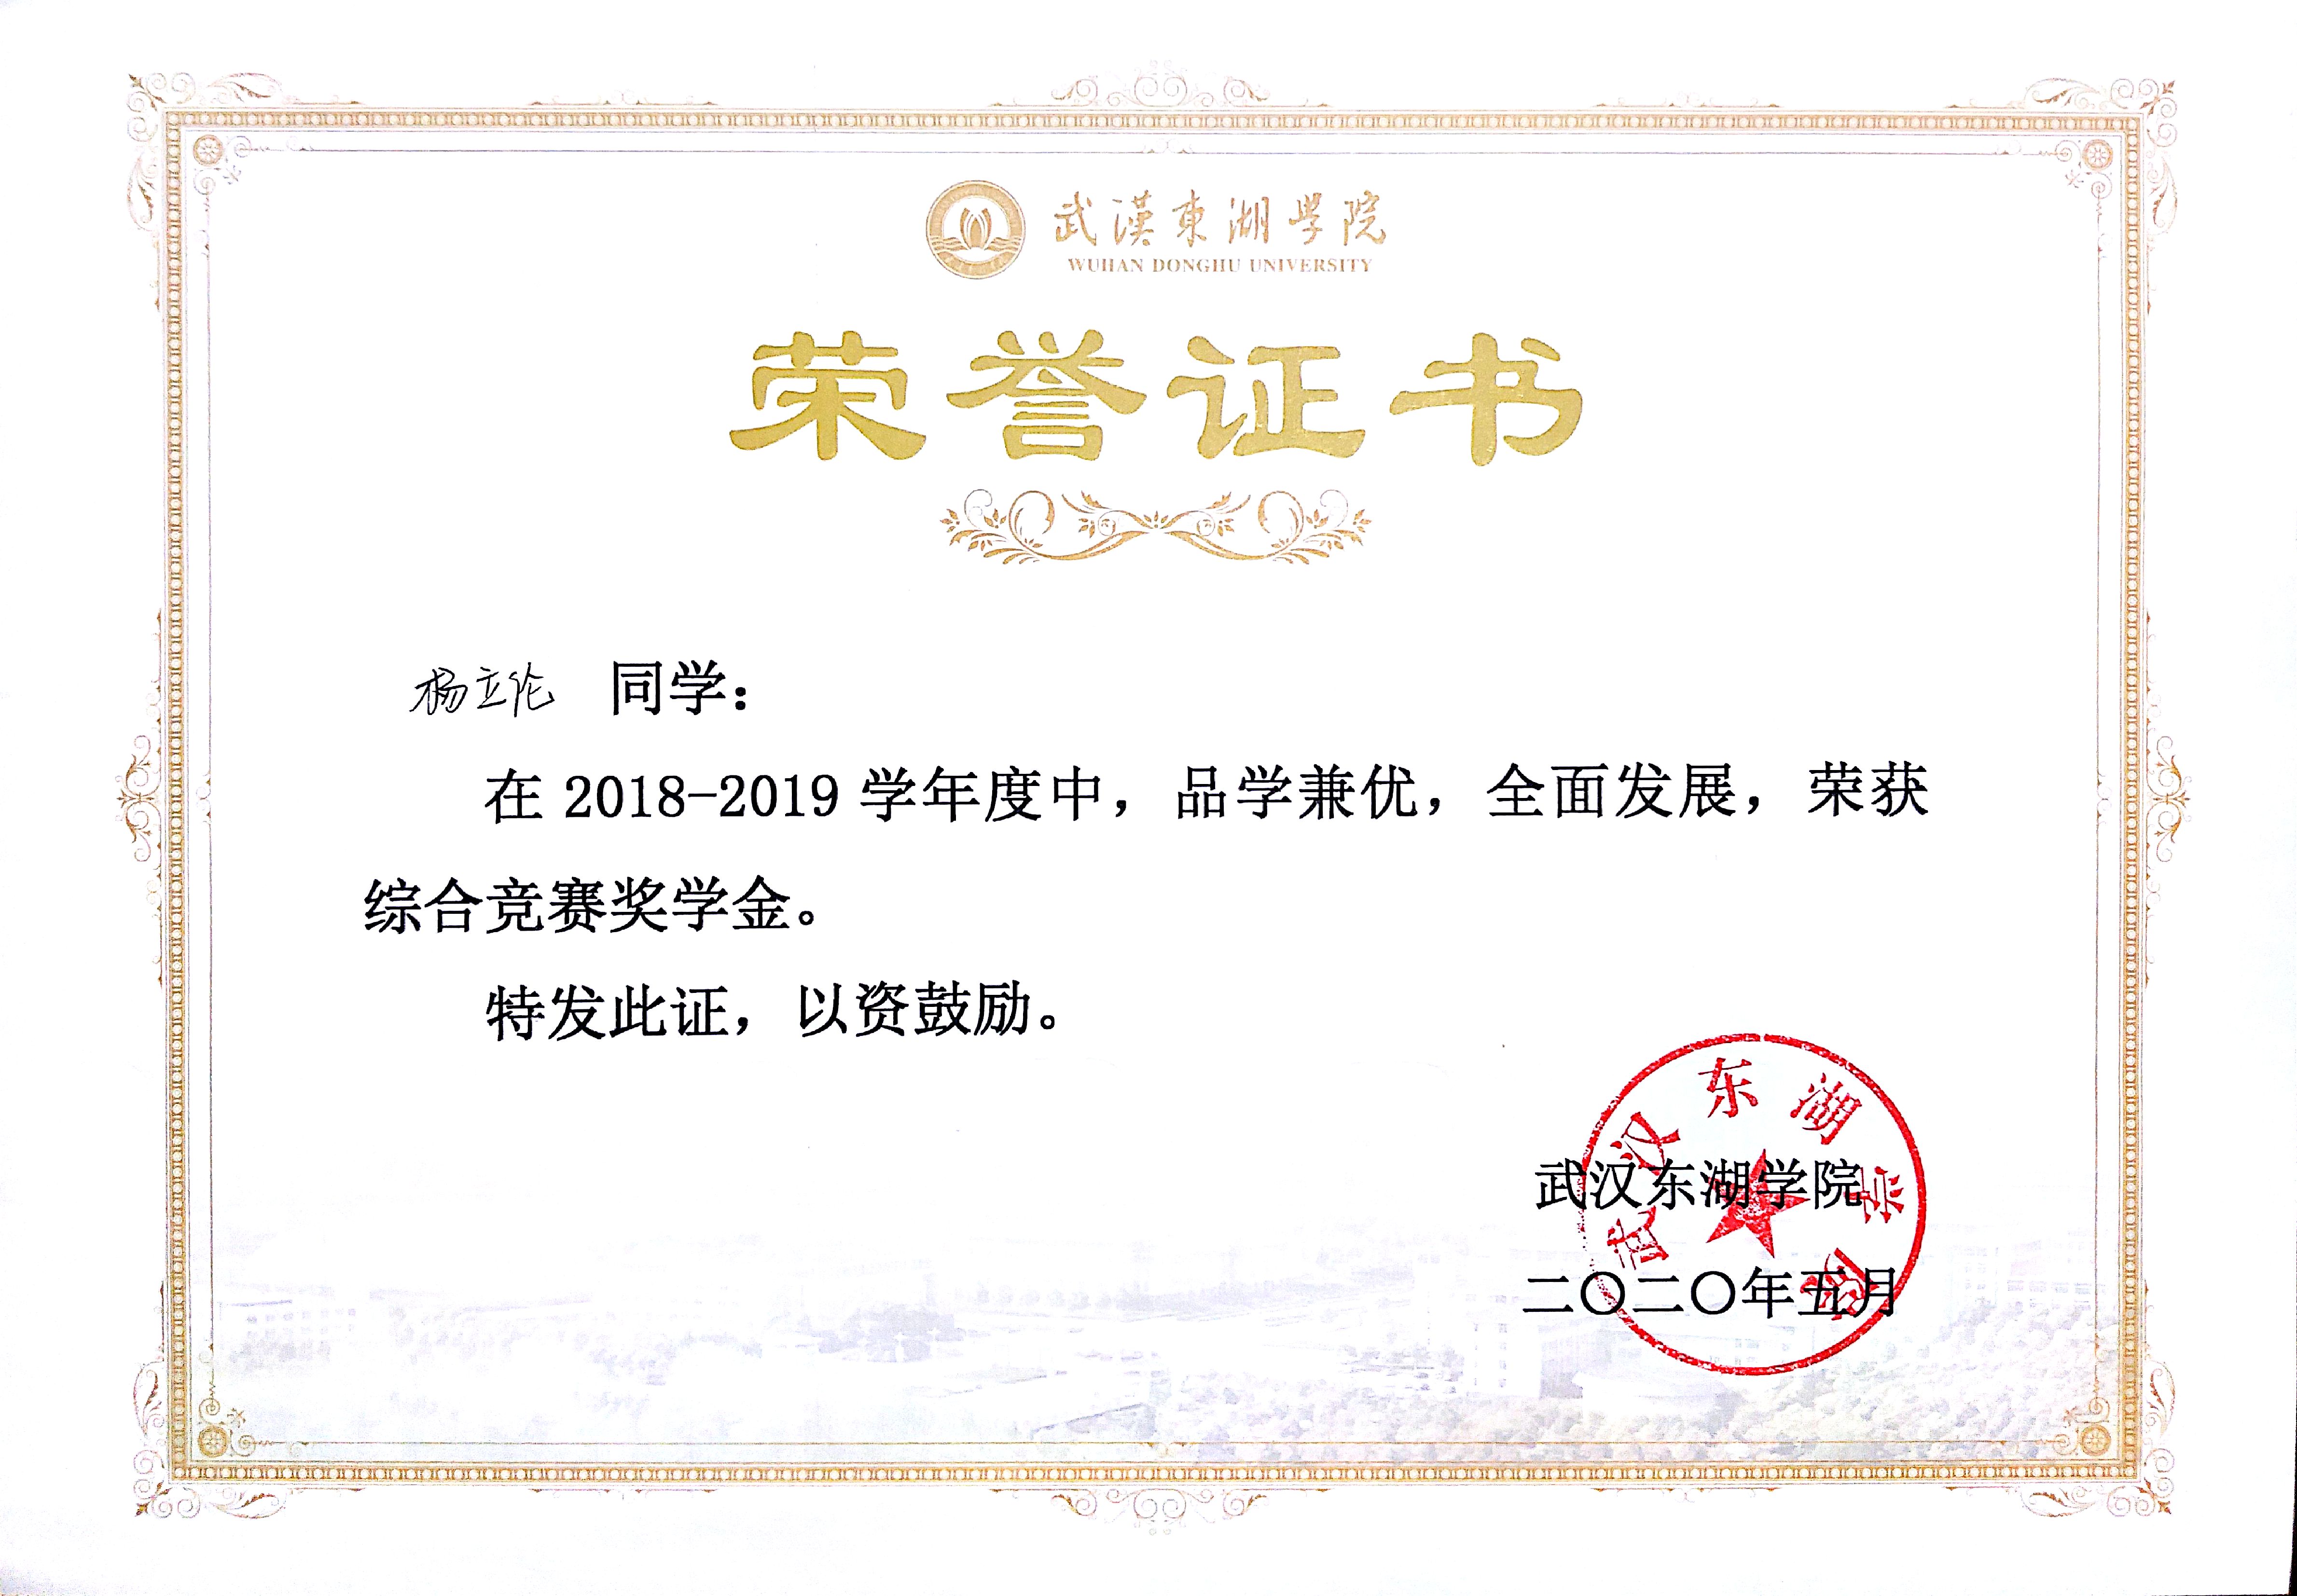 武漢東湖学院
WUHAN DONGHU UNIVERSITY
荣誉证书
杨立伦 同学：
在 2018-2019 学年度中，品学兼优，全面发展，荣获
综合竞赛奖学金。
特发此证，以资鼓励。
武汉东湖学院
武汉东湖学院
二〇二〇年五月